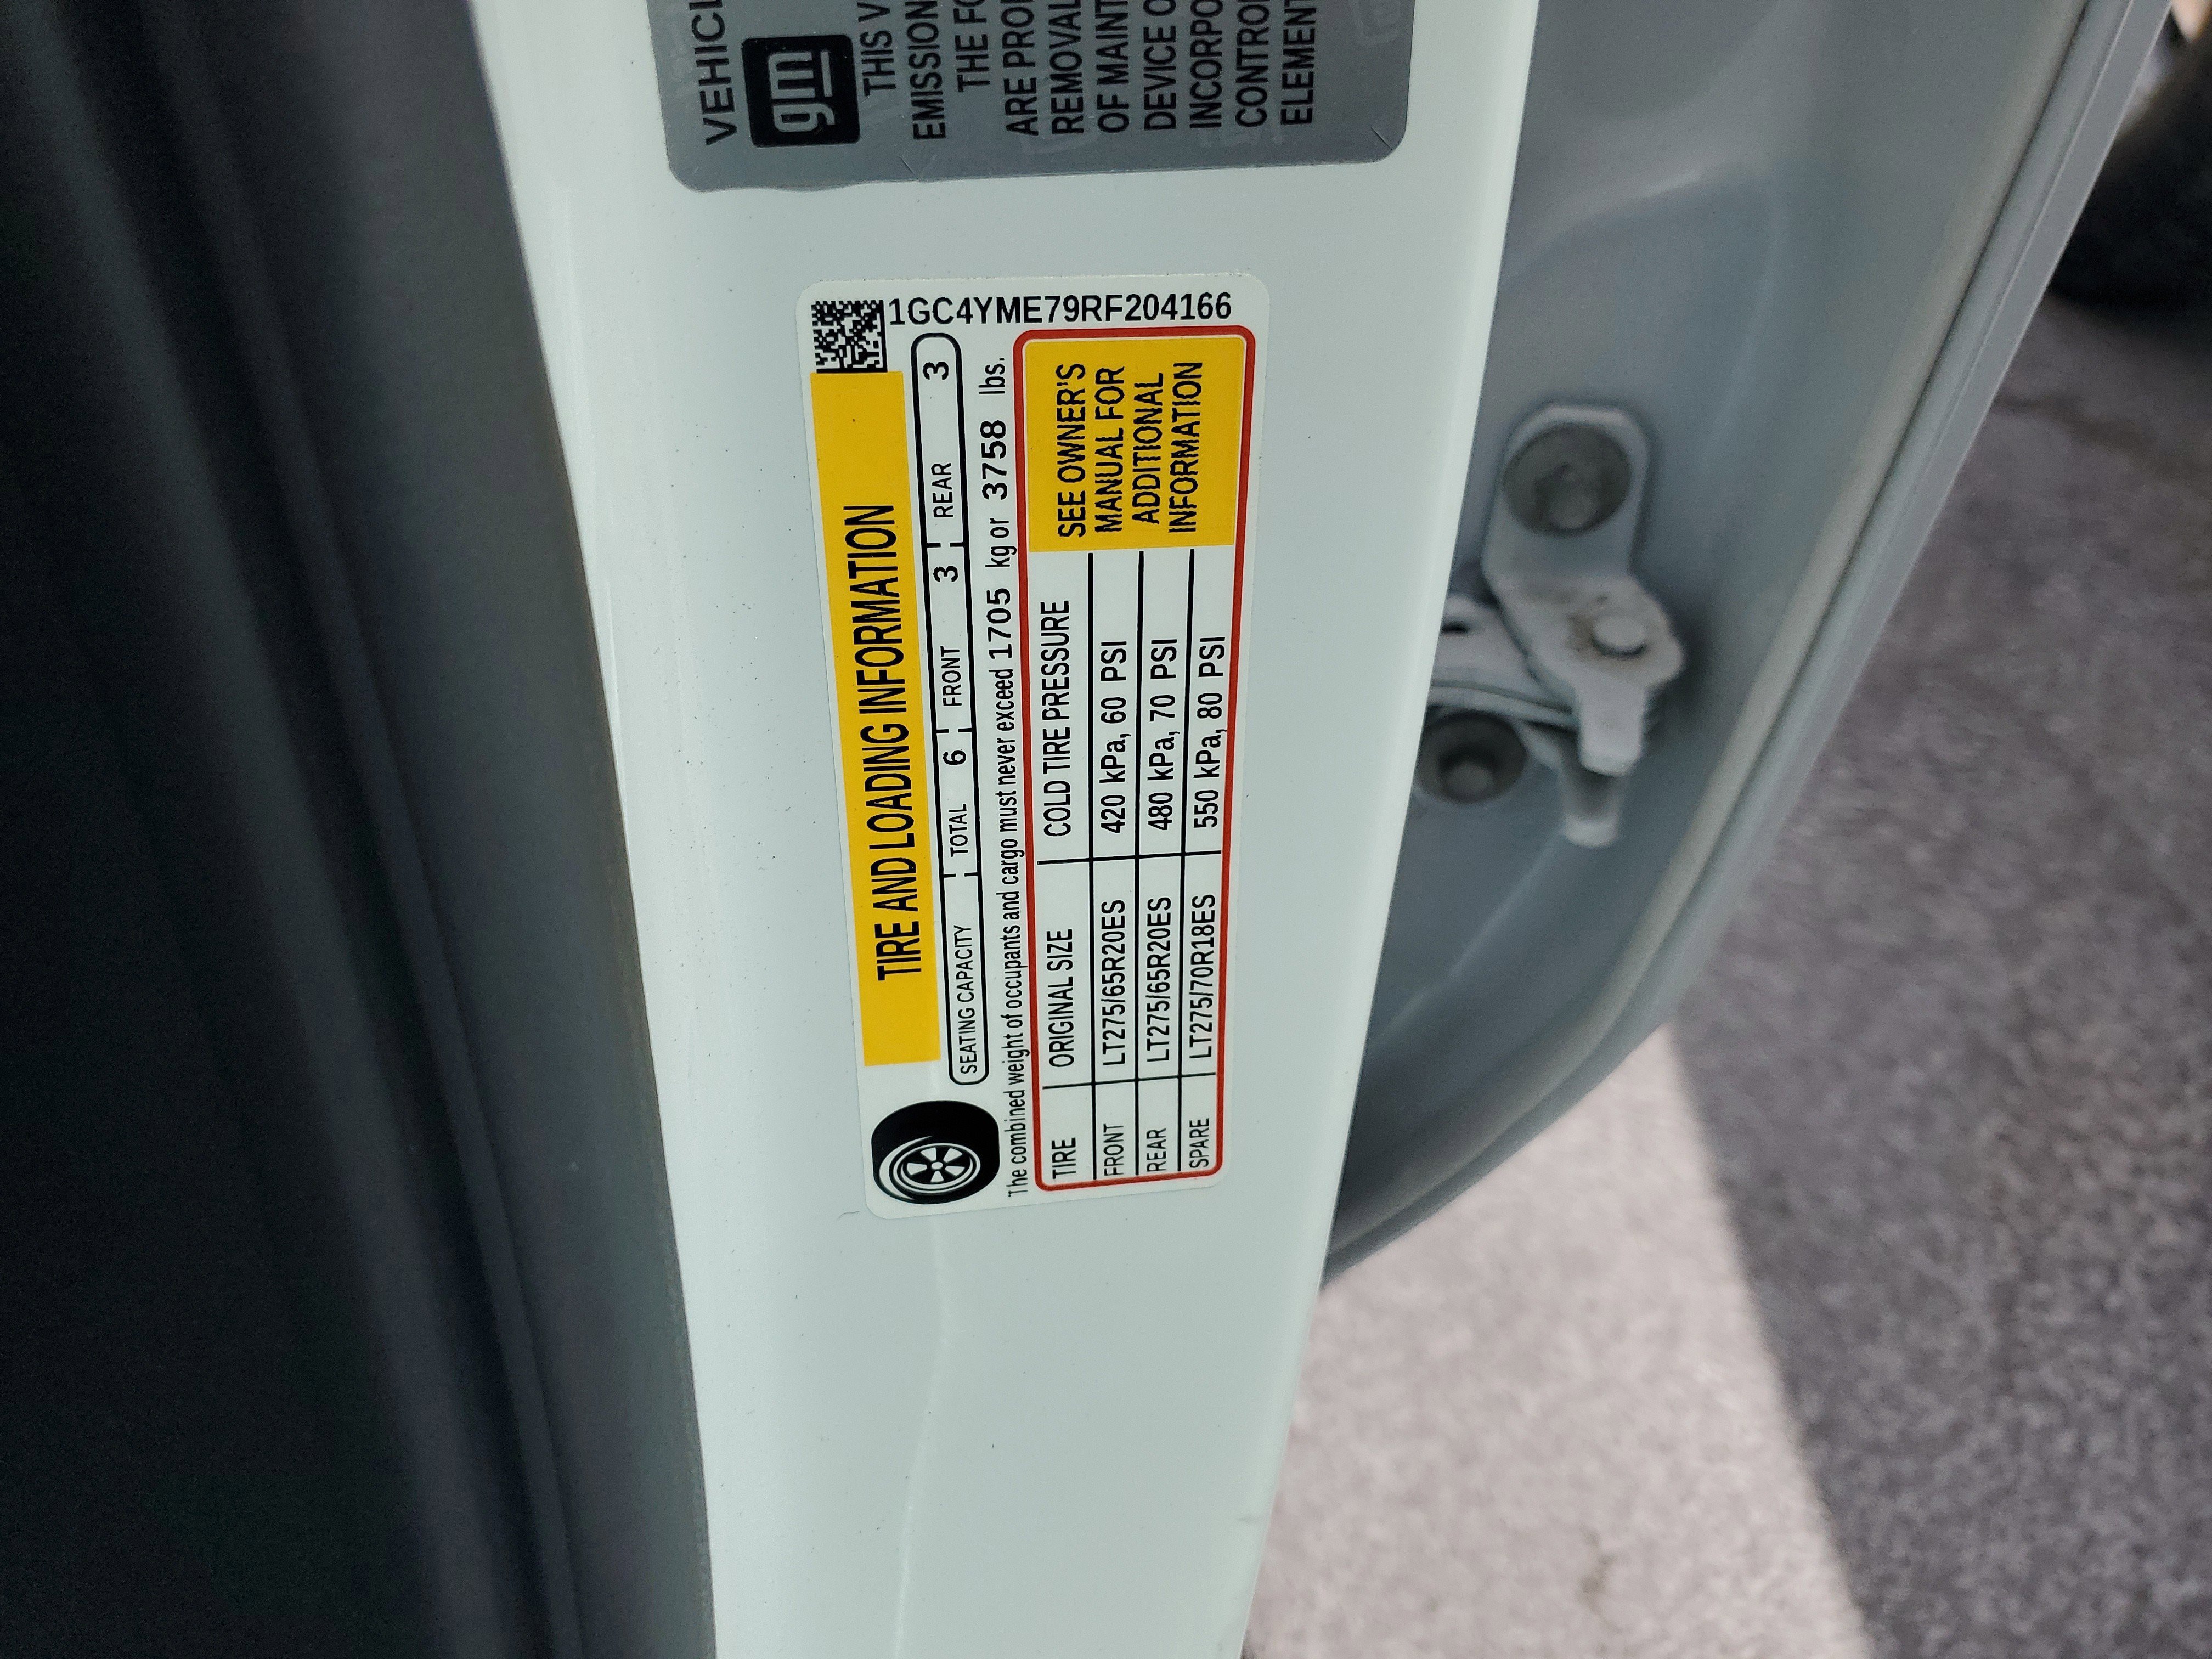 VEHICL
gm
THIS V
EMISSION
THE FO
ARE PROH
REMOVAL
OF MAINT
DEVICE O
INCORPO
CONTROL
ELEMENT
1GC4YME79RF204166
TIRE AND LOADING INFORMATION
SEATING CAPACITY TOTAL 6 FRONT 3 REAR 3
The combined weight of occupants and cargo must never exceed 1705 kg or 3758 lbs.
TIRE ORIGINAL SIZE COLD TIRE PRESSURE
FRONT LT275/65R20ES 420 kPa, 60 PSI
REAR LT275/65R20ES 480 kPa, 70 PSI
SPARE LT275/70R18ES 550 kPa, 80 PSI
SEE OWNER'S
MANUAL FOR
ADDITIONAL
INFORMATION